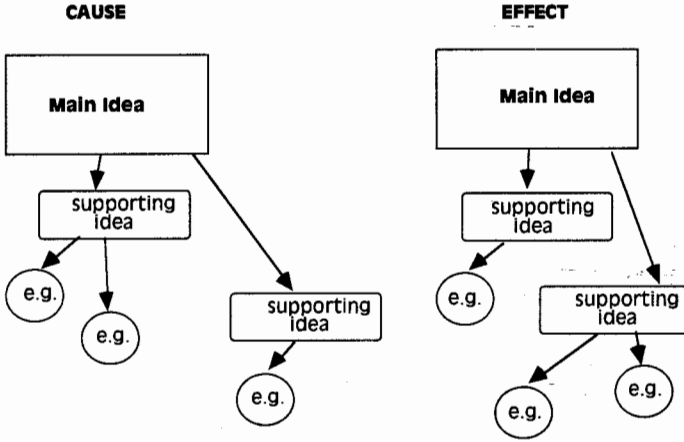 CAUSE
Main Idea
supporting
idea
e.g.
e.g.
supporting
idea
e.g.
EFFECT
Main Idea
supporting
idea
e.g.
supporting
idea
e.g.
e.g.